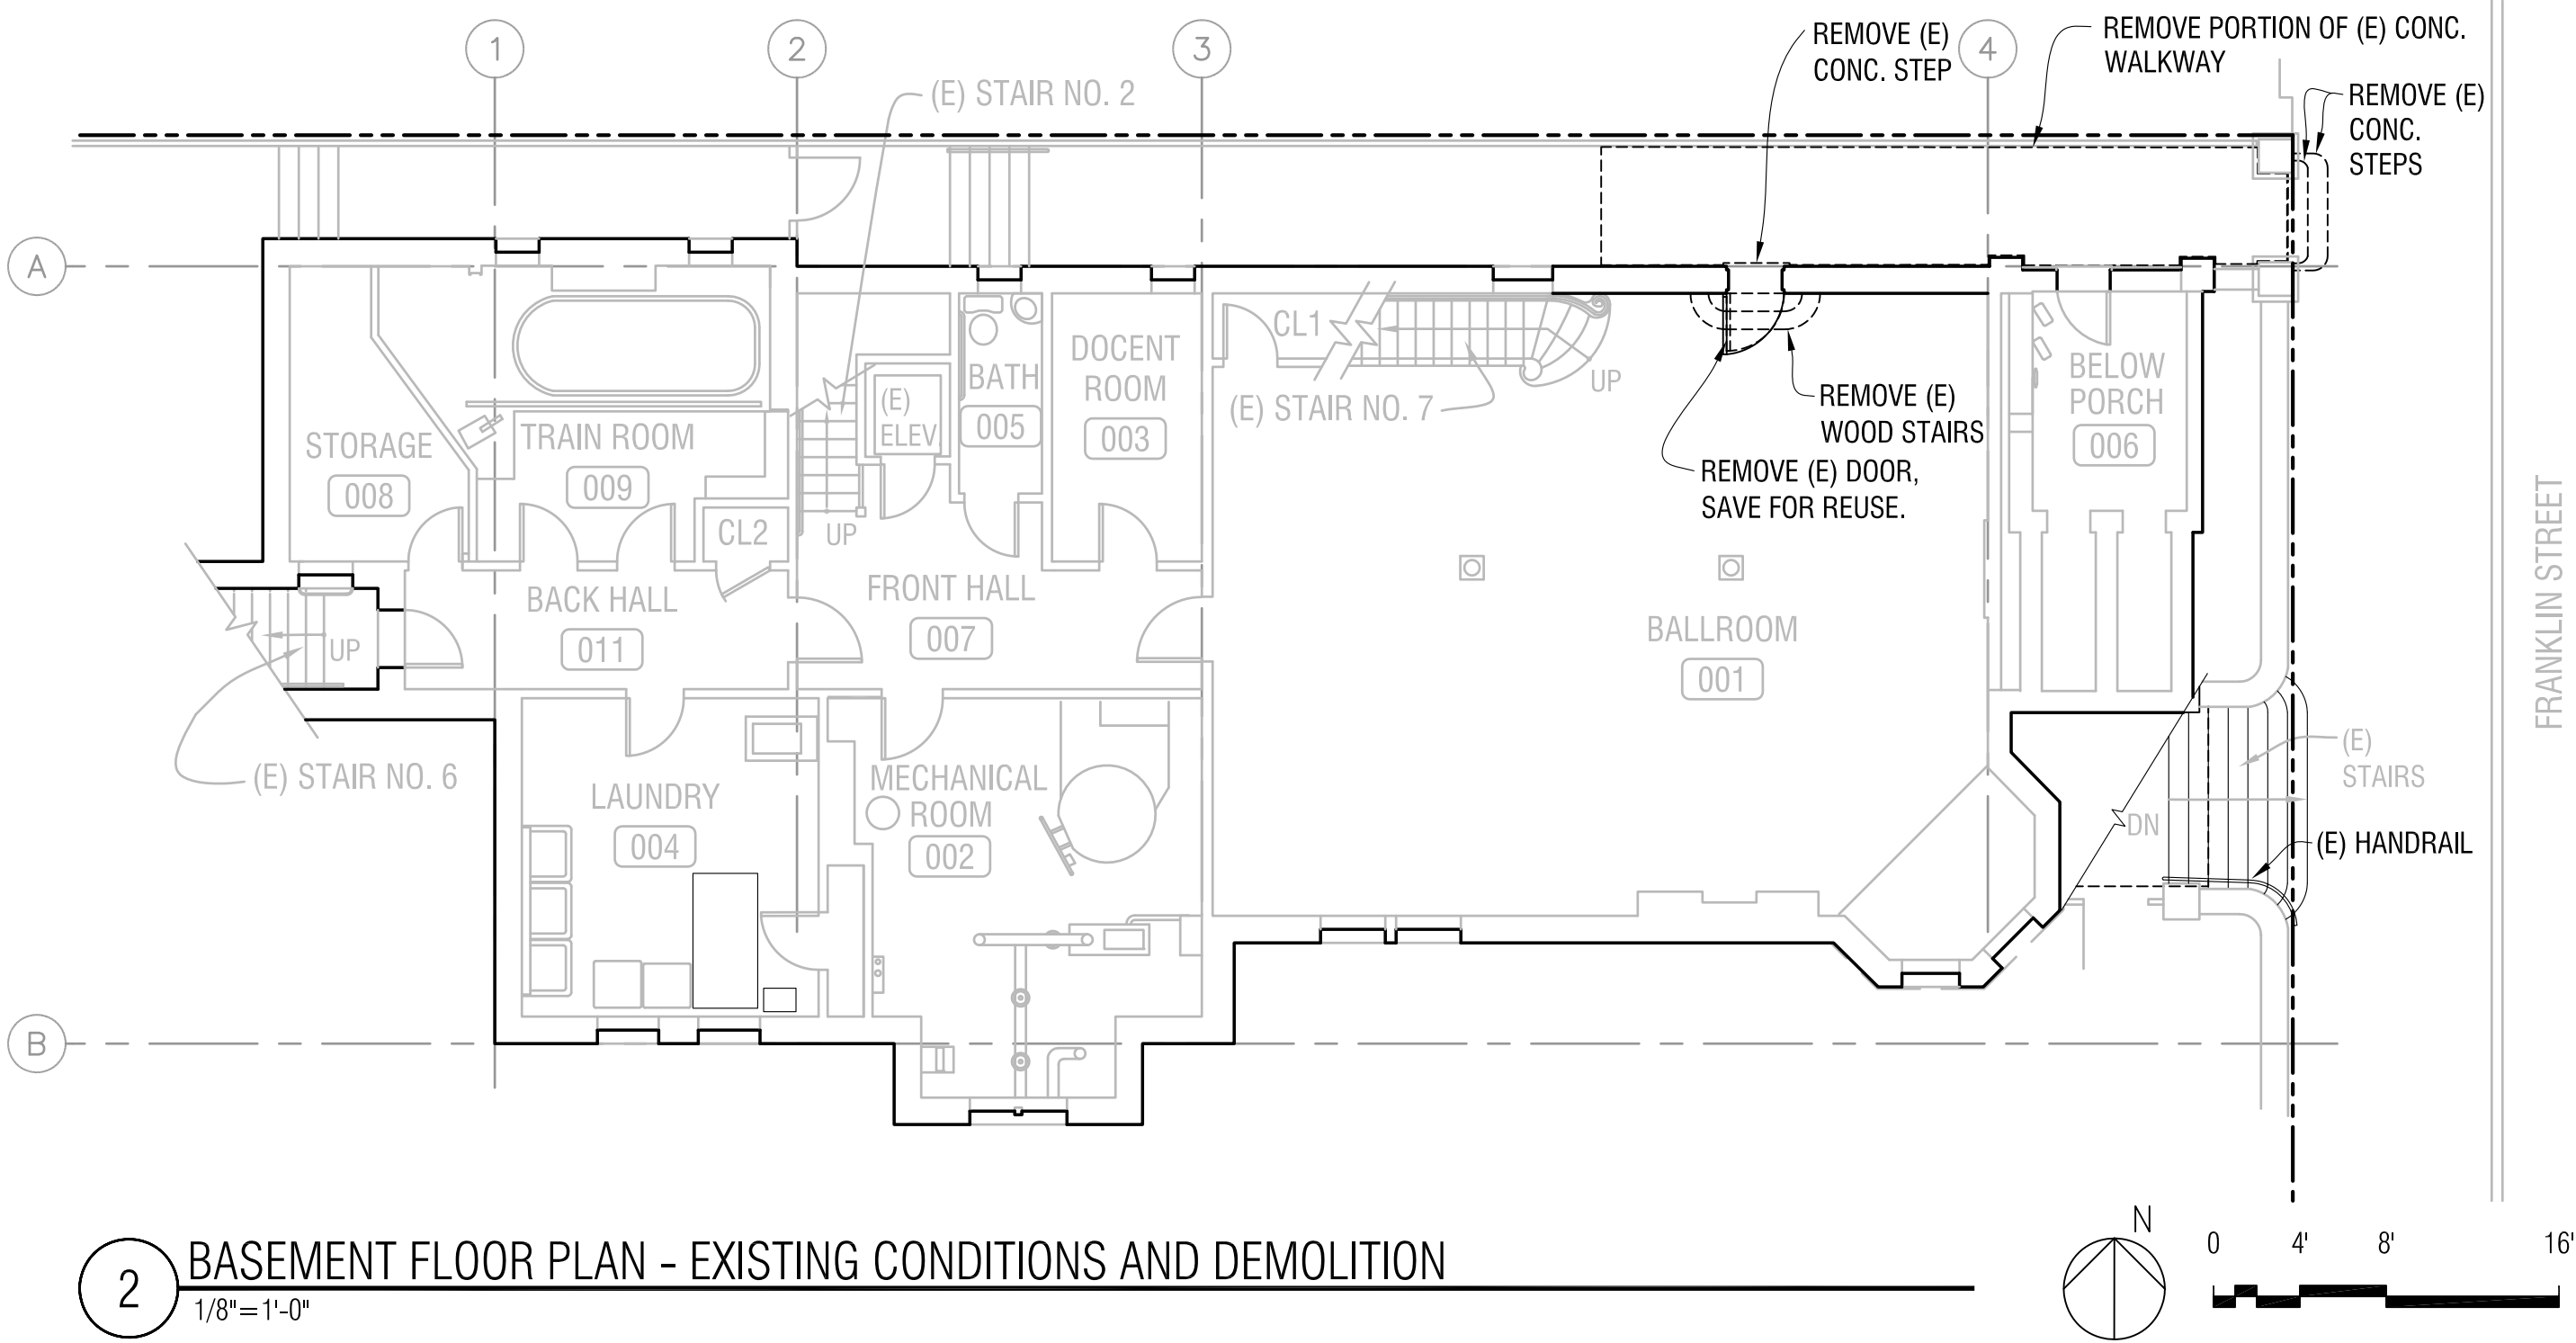 1
2
3
4
REMOVE (E)
CONC. STEP
REMOVE PORTION OF (E) CONC.
WALKWAY
REMOVE (E)
CONC.
STEPS
(E) STAIR NO. 2
A
CL1
(E) STAIR NO. 7
UP
DOCENT
ROOM
003
BATH
005
(E)
ELEV.
BELOW
PORCH
006
REMOVE (E)
WOOD STAIRS
REMOVE (E) DOOR,
SAVE FOR REUSE.
STORAGE
008
TRAIN ROOM
009
CL2
UP
BACK HALL
011
FRONT HALL
007
BALLROOM
001
UP
(E) STAIR NO. 6
LAUNDRY
004
MECHANICAL
ROOM
002
(E)
STAIRS
DN
(E) HANDRAIL
FRANKLIN STREET
B
2
BASEMENT FLOOR PLAN - EXISTING CONDITIONS AND DEMOLITION
1/8"=1'-0"
N
0 4' 8' 16'